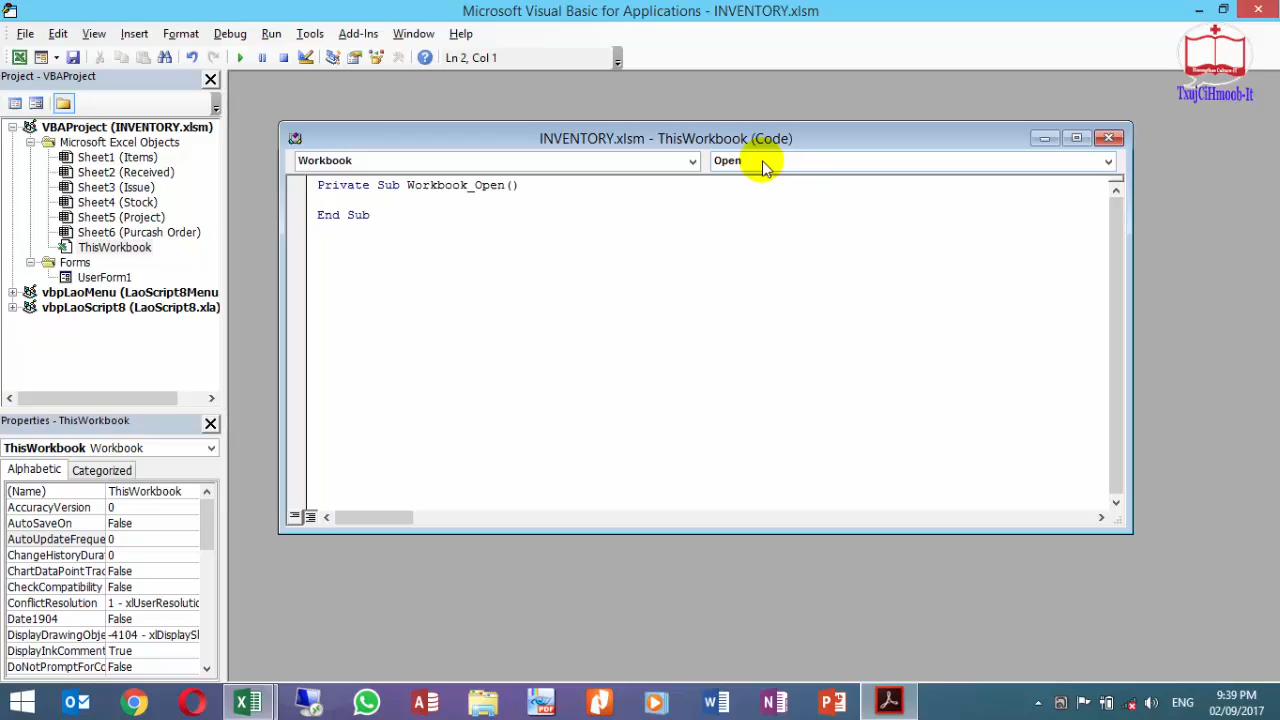 Microsoft Visual Basic for Applications - INVENTORY.xlsm
File Edit View Insert Format Debug Run Tools Add-Ins Window Help
Ln 2, Col 1
TxujCiHmoob-It
Project - VBAProject
VBAProject (INVENTORY.xlsm)
Microsoft Excel Objects
Sheet1 (Items)
Sheet2 (Received)
Sheet3 (Issue)
Sheet4 (Stock)
Sheet5 (Project)
Sheet6 (Purcash Order)
ThisWorkbook
Forms
UserForm1
vbpLaoMenu (LaoScript8Menu
vbpLaoScript8 (LaoScript8.xla)
INVENTORY.xlsm - ThisWorkbook (Code)
Workbook
Open
Private Sub Workbook_Open()
End Sub
Properties - ThisWorkbook
ThisWorkbook Workbook
Alphabetic Categorized
(Name) ThisWorkbook
AccuracyVersion 0
AutoSaveOn False
AutoUpdateFreque 0
ChangeHistoryDura 0
ChartDataPointTrac False
CheckCompatibility False
ConflictResolution 1 - xlUserResolutio
Date1904 False
DisplayDrawingObje -4104 - xlDisplaySh
DisplayInkComment True
DoNotPromptForCo False
ENG
9:39 PM
02/09/2017